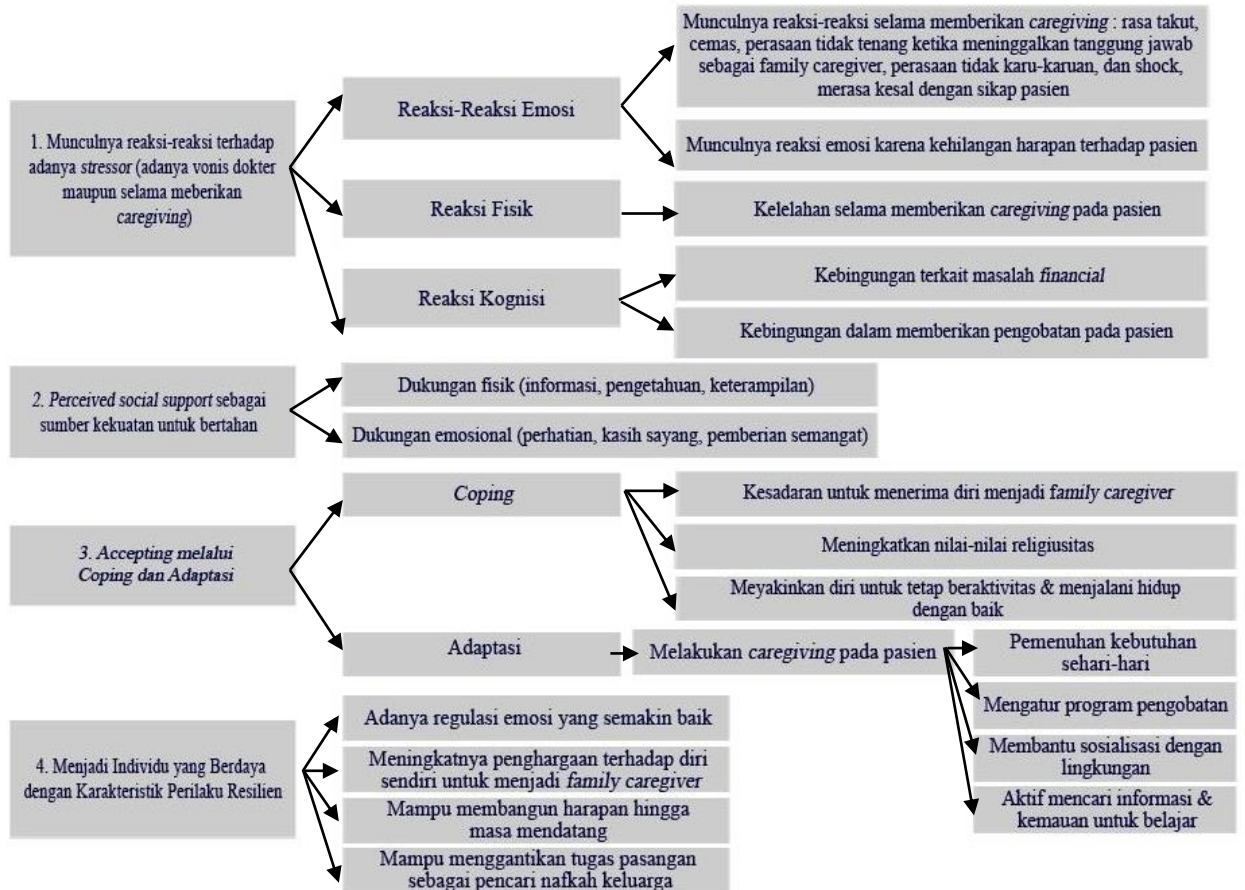 Munculnya reaksi-reaksi selama memberikan caregiving : rasa takut,
cemas, perasaan tidak tenang ketika meninggalkan tanggung jawab
sebagai family caregiver, perasaan tidak karu-karuan, dan shock,
merasa kesal dengan sikap pasien
Reaksi-Reaksi Emosi
1. Munculnya reaksi-reaksi terhadap
adanya stressor (adanya vonis dokter
maupun selama meberikan
caregiving)
Munculnya reaksi emosi karena kehilangan harapan terhadap pasien
Reaksi Fisik
Kelelahan selama memberikan caregiving pada pasien
Reaksi Kognisi
Kebingungan terkait masalah financial
Kebingungan dalam memberikan pengobatan pada pasien
2. Perceived social support sebagai
sumber kekuatan untuk bertahan
Dukungan fisik (informasi, pengetahuan, keterampilan)
Dukungan emosional (perhatian, kasih sayang, pemberian semangat)
3. Accepting melalui
Coping dan Adaptasi
Coping
Kesadaran untuk menerima diri menjadi family caregiver
Meningkatkan nilai-nilai religiusitas
Meyakinkan diri untuk tetap beraktivitas & menjalani hidup
dengan baik
Adaptasi
Melakukan caregiving pada pasien
Pemenuhan kebutuhan
sehari-hari
Mengatur program pengobatan
Membantu sosialisasi dengan
lingkungan
Aktif mencari informasi &
kemauan untuk belajar
4. Menjadi Individu yang Berdaya
dengan Karakteristik Perilaku Resilien
Adanya regulasi emosi yang semakin baik
Meningkatnya penghargaan terhadap diri
sendiri untuk menjadi family caregiver
Mampu membangun harapan hingga
masa mendatang
Mampu menggantikan tugas pasangan
sebagai pencari nafkah keluarga